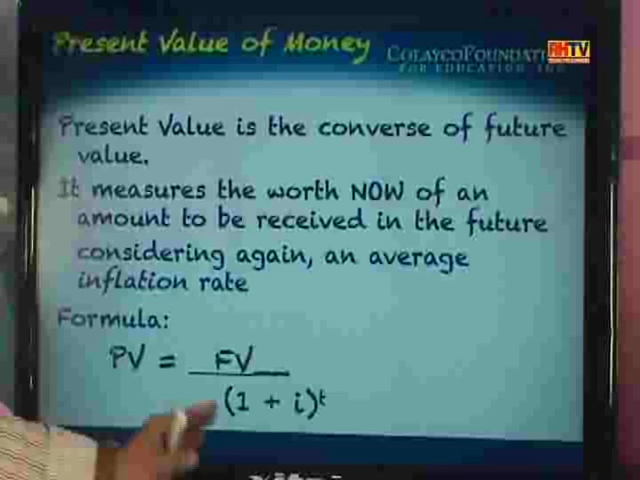 Present Value of Money
COLAYCOFOUNDATI
FOR EDUCATION, INC.
RHTV
Present Value is the converse of future
value.
It measures the worth NOW of an
amount to be received in the future
considering again, an average
inflation rate
Formula:
PV = FV
(1 + i)t